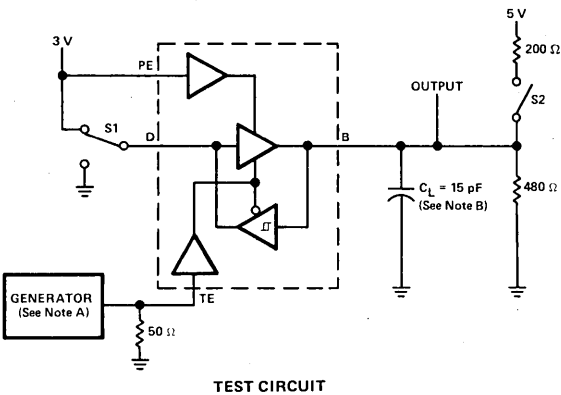 5 V
3 V
200 Ω
PE
OUTPUT
S2
S1
D
B
C_L = 15 pF
(See Note B)
480 Ω
TE
GENERATOR
(See Note A)
50 Ω
TEST CIRCUIT